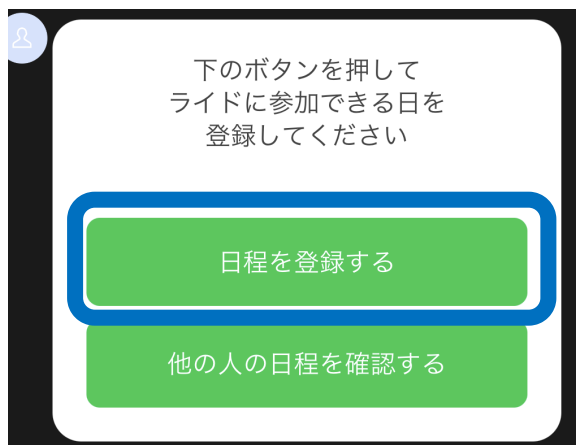 下のボタンを押して
ライドに参加できる日を
登録してください
日程を登録する
他の人の日程を確認する